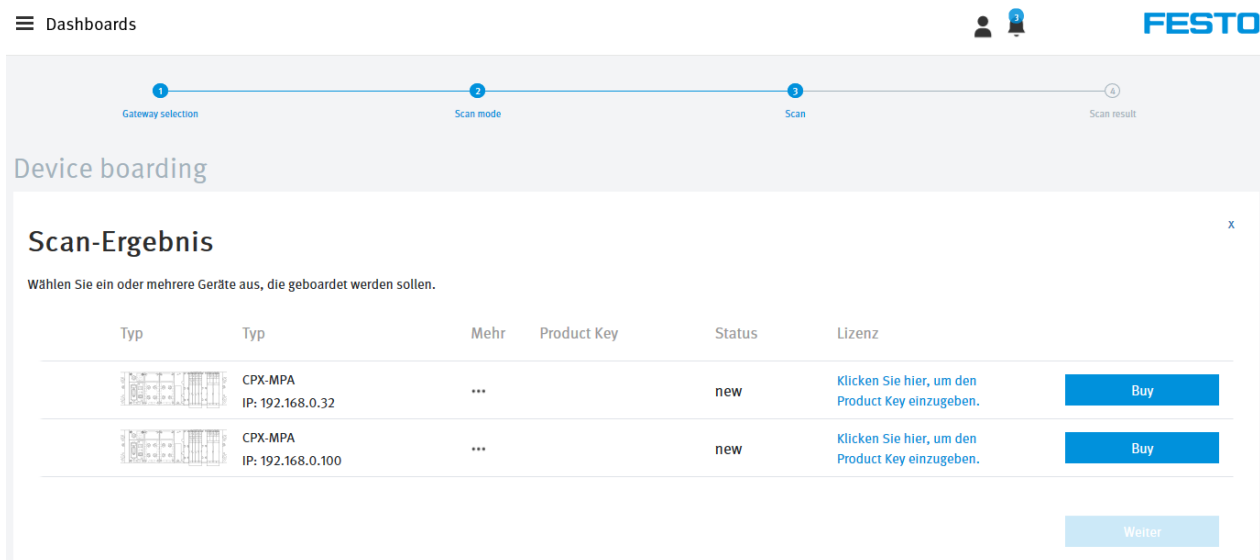 Dashboards
3
FESTO
1
2
3
4
Gateway selection
Scan mode
Scan
Scan result
Device boarding
x
Scan-Ergebnis
Wählen Sie ein oder mehrere Geräte aus, die geboardet werden sollen.
Typ Typ Mehr Product Key Status Lizenz
CPX-MPA
IP: 192.168.0.32
•••
new
Klicken Sie hier, um den
Product Key einzugeben.
Buy
CPX-MPA
IP: 192.168.0.100
•••
new
Klicken Sie hier, um den
Product Key einzugeben.
Buy
Weiter